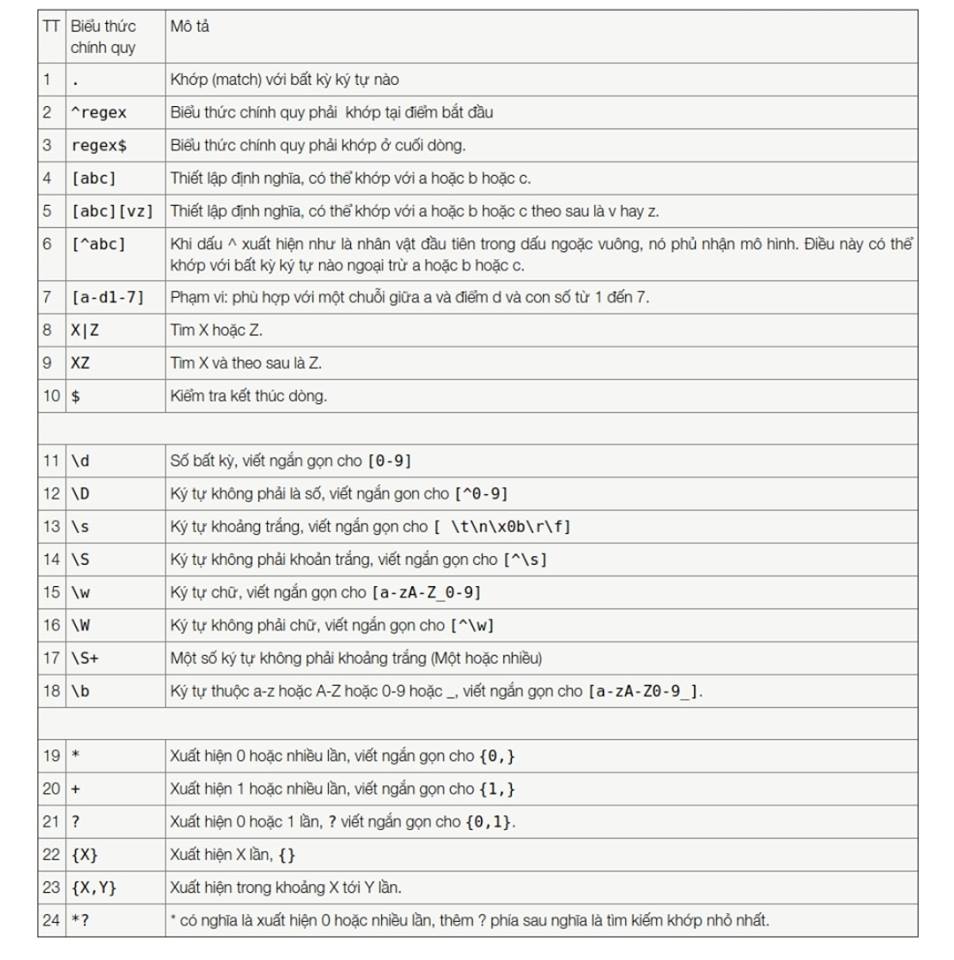 TT Biểu thức Mô tả
chính quy
1 . Khớp (match) với bất kỳ ký tự nào
2 ^regex Biểu thức chính quy phải khớp tại điểm bắt đầu
3 regex$ Biểu thức chính quy phải khớp ở cuối dòng.
4 [abc] Thiết lập định nghĩa, có thể khớp với a hoặc b hoặc c.
5 [abc][vz] Thiết lập định nghĩa, có thể khớp với a hoặc b hoặc c theo sau là v hay z.
6 [^abc] Khi dấu ^ xuất hiện như là nhân vật đầu tiên trong dấu ngoặc vuông, nó phủ nhận mô hình. Điều này có thể
khớp với bất kỳ ký tự nào ngoại trừ a hoặc b hoặc c.
7 [a-d1-7] Phạm vi: phù hợp với một chuỗi giữa a và điểm d và con số từ 1 đến 7.
8 X|Z Tìm X hoặc Z.
9 XZ Tìm X và theo sau là Z.
10 $ Kiểm tra kết thúc dòng.
11 \d Số bất kỳ, viết ngắn gọn cho [0-9]
12 \D Ký tự không phải là số, viết ngắn gon cho [^0-9]
13 \s Ký tự khoảng trắng, viết ngắn gọn cho [ \t\n\x0b\r\f]
14 \S Ký tự không phải khoản trắng, viết ngắn gọn cho [^\s]
15 \w Ký tự chữ, viết ngắn gọn cho [a-zA-Z_0-9]
16 \W Ký tự không phải chữ, viết ngắn gọn cho [^\w]
17 \S+ Một số ký tự không phải khoảng trắng (Một hoặc nhiều)
18 \b Ký tự thuộc a-z hoặc A-Z hoặc 0-9 hoặc _, viết ngắn gọn cho [a-zA-Z0-9_].
19 * Xuất hiện 0 hoặc nhiều lần, viết ngắn gọn cho {0,}
20 + Xuất hiện 1 hoặc nhiều lần, viết ngắn gọn cho {1,}
21 ? Xuất hiện 0 hoặc 1 lần, ? viết ngắn gọn cho {0,1}.
22 {X} Xuất hiện X lần, {}
23 {X,Y} Xuất hiện trong khoảng X tới Y lần.
24 *? * có nghĩa là xuất hiện 0 hoặc nhiều lần, thêm ? phía sau nghĩa là tìm kiếm khớp nhỏ nhất.